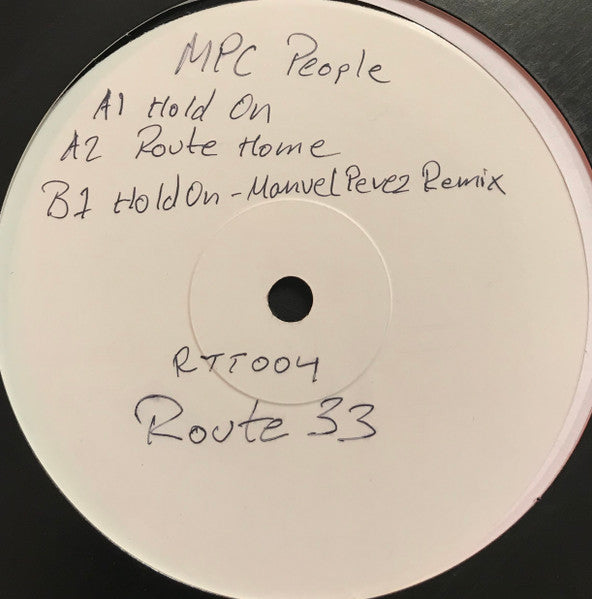 MPC People
A1 Hold On
A2 Route Home
B1 Hold On - Manuel Perez Remix
RTT004
Route 33